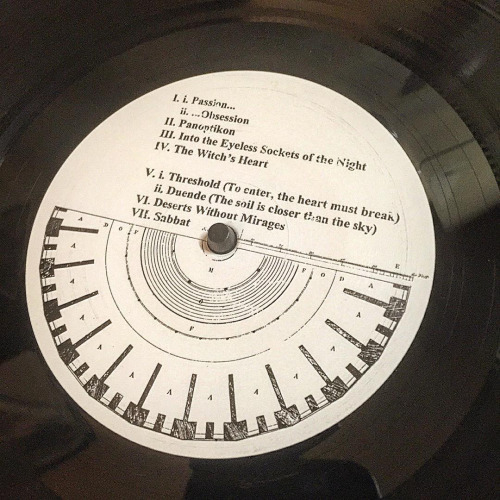 I. i. Passion...
ii. ...Obsession
II. Panoptikon
III. Into the Eyeless Sockets of the Night
IV. The Witch's Heart
V. i. Threshold (To enter, the heart must break)
ii. Duende (The soil is closer than the sky)
VI. Deserts Without Mirages
VII. Sabbat
A D O F
F O D A
E
H
G
F
A A A A A A A A